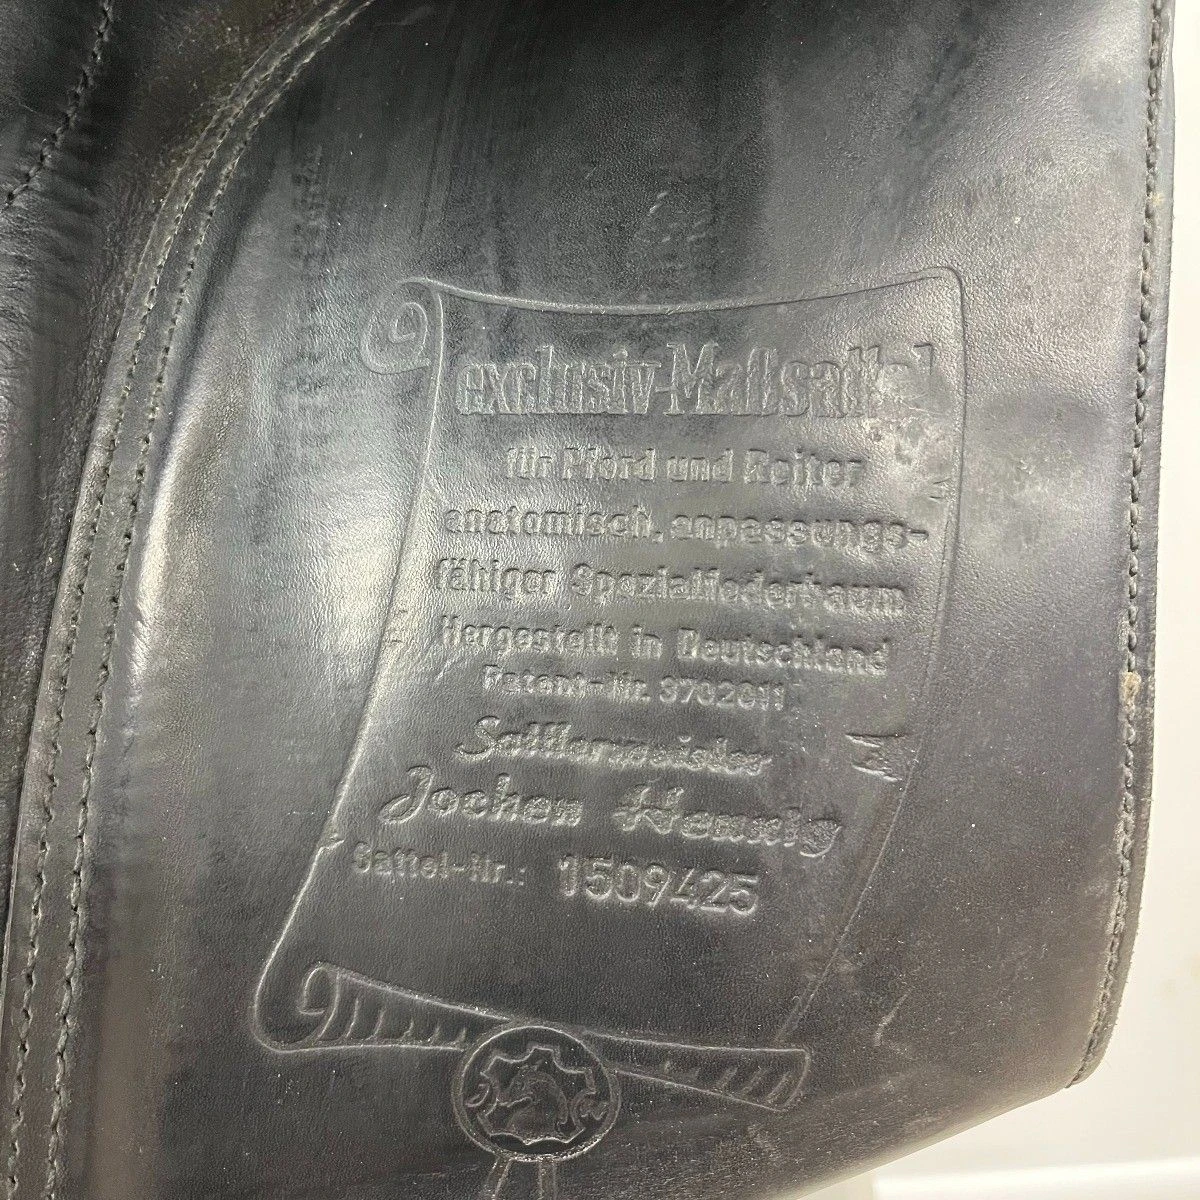 exclusiv-Maßsattel
für Pferd und Reiter
anatomisch, anpassungs-
fähiger Spezialfederbaum
Hergestellt in Deutschland
Patent-Nr. 3702011
Sattlermeister
Jochen Hennig
Sattel-Nr.: 1509425